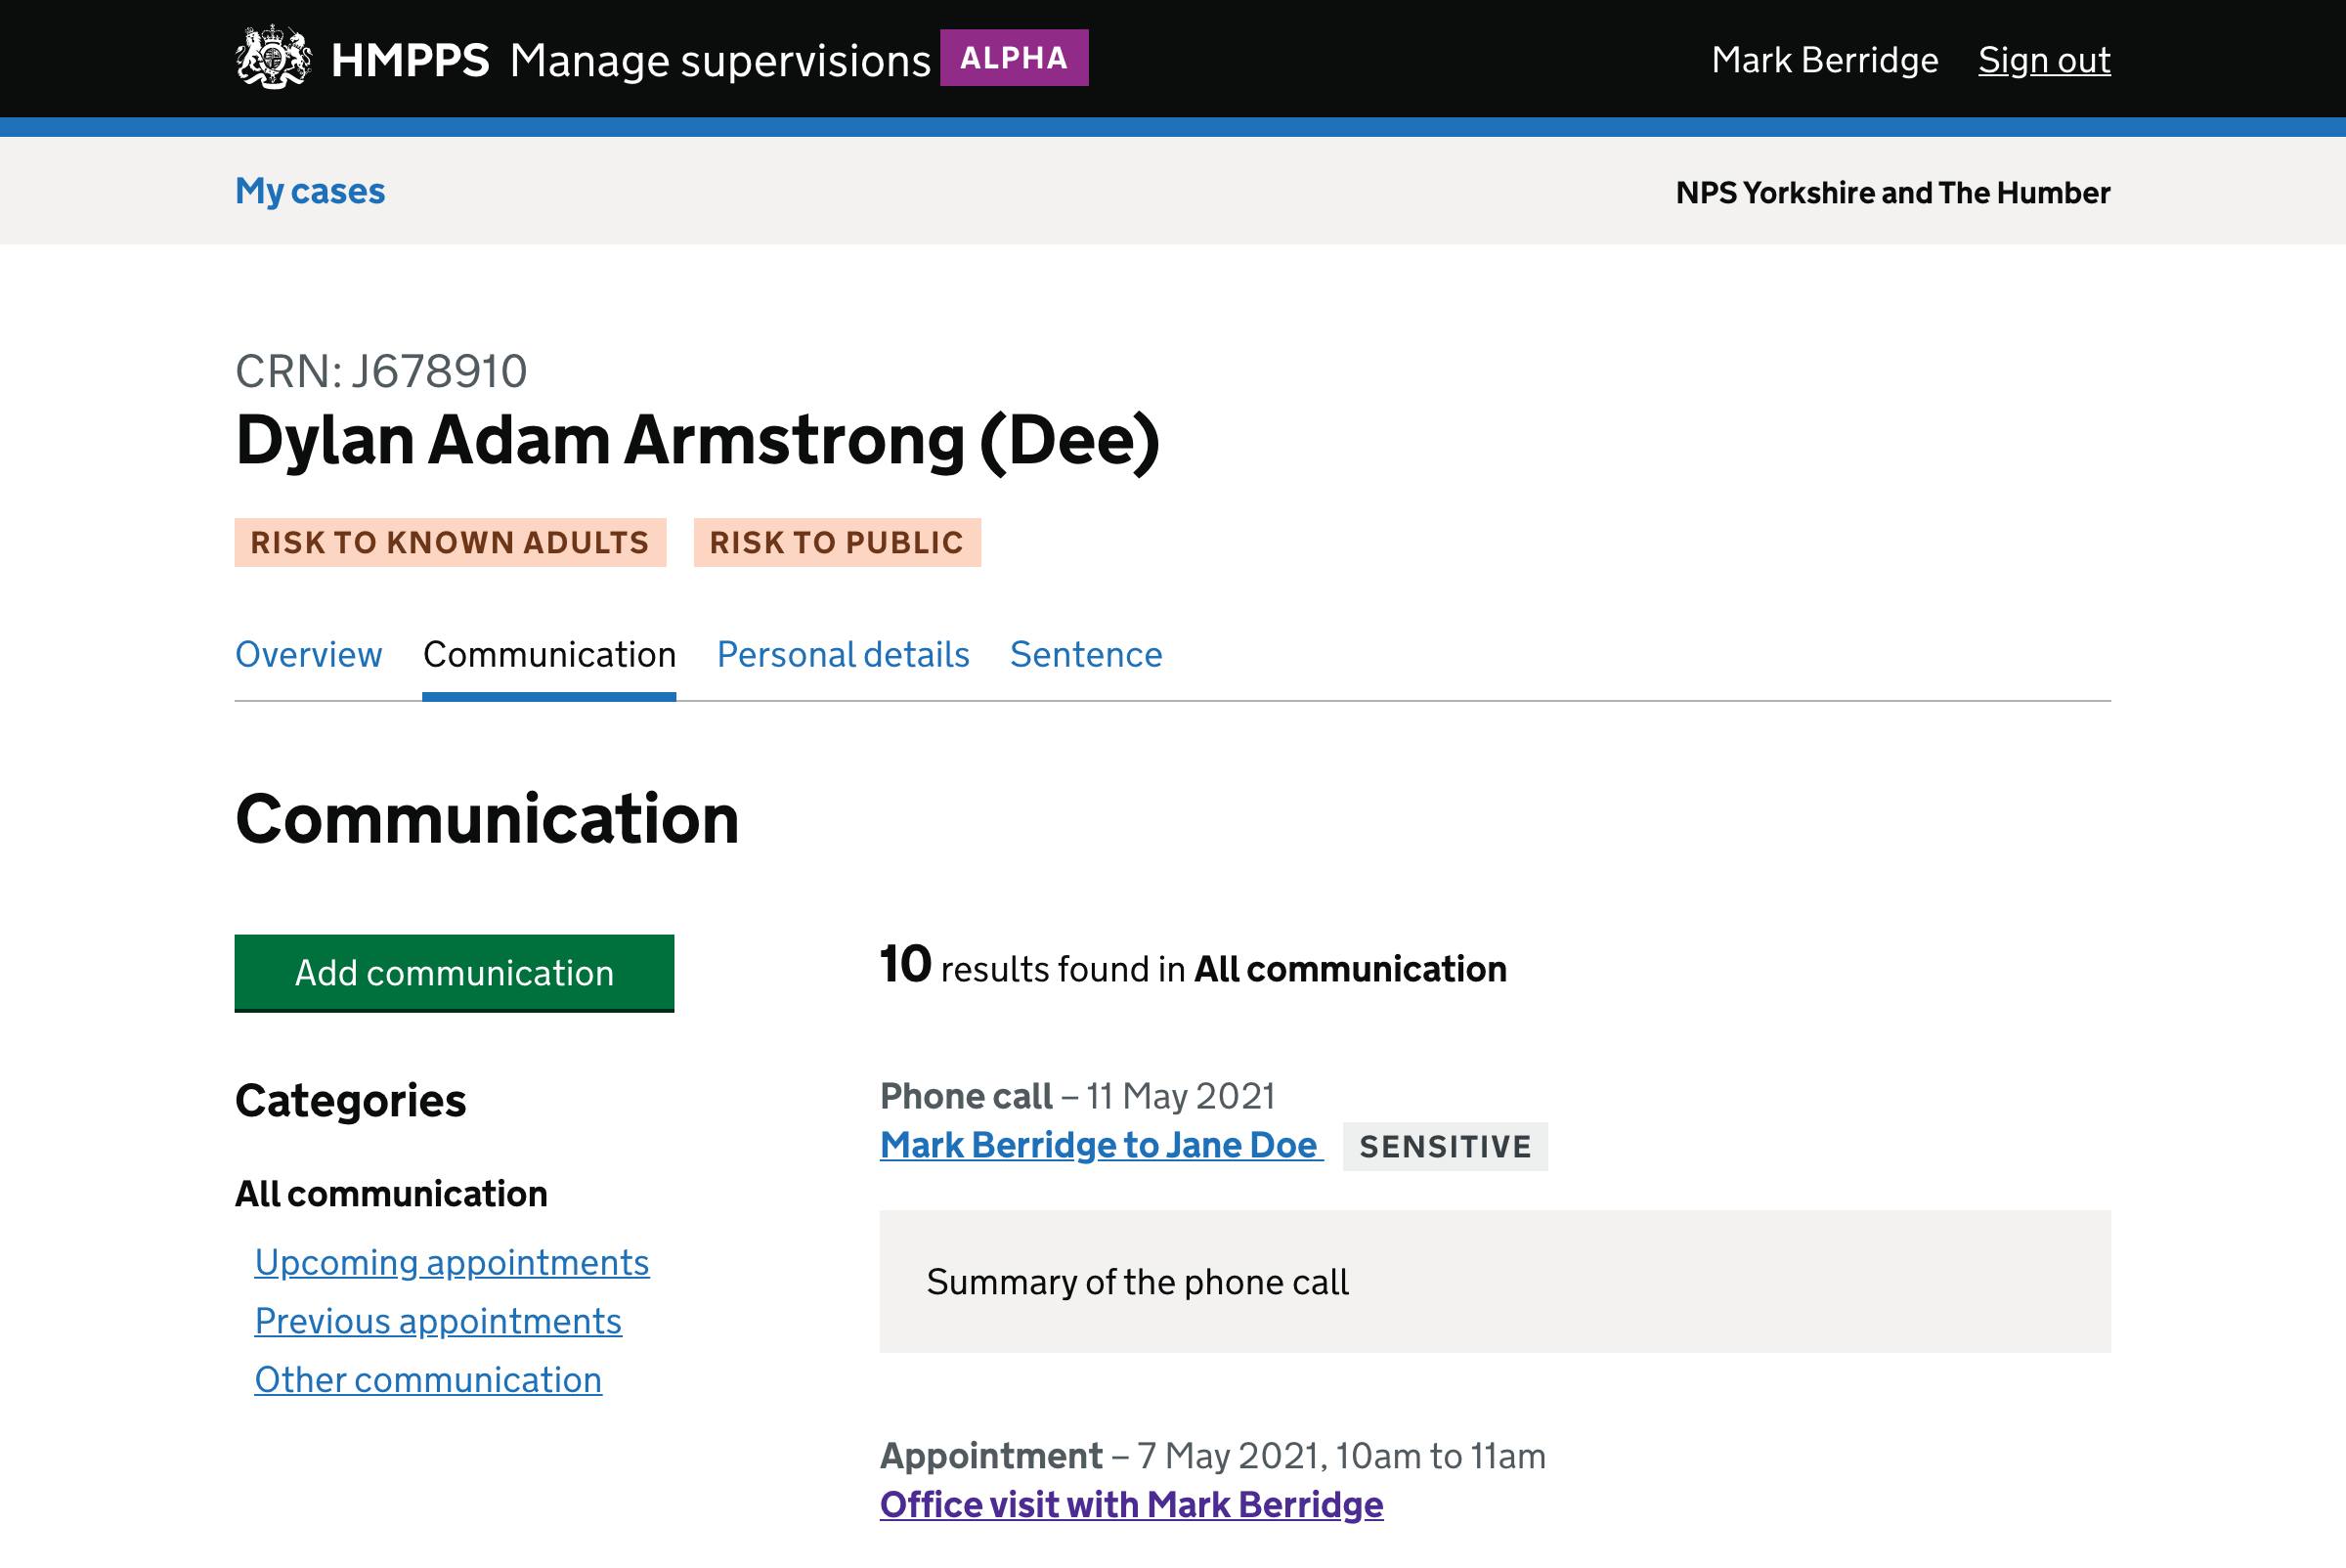 HMPPS Manage supervisions ALPHA Mark Berridge Sign out
My cases NPS Yorkshire and The Humber
CRN: J678910
Dylan Adam Armstrong (Dee)
RISK TO KNOWN ADULTS RISK TO PUBLIC
Overview Communication Personal details Sentence
Communication
Add communication
Categories
All communication
Upcoming appointments
Previous appointments
Other communication
10 results found in All communication
Phone call – 11 May 2021
Mark Berridge to Jane Doe SENSITIVE
Summary of the phone call
Appointment – 7 May 2021, 10am to 11am
Office visit with Mark Berridge